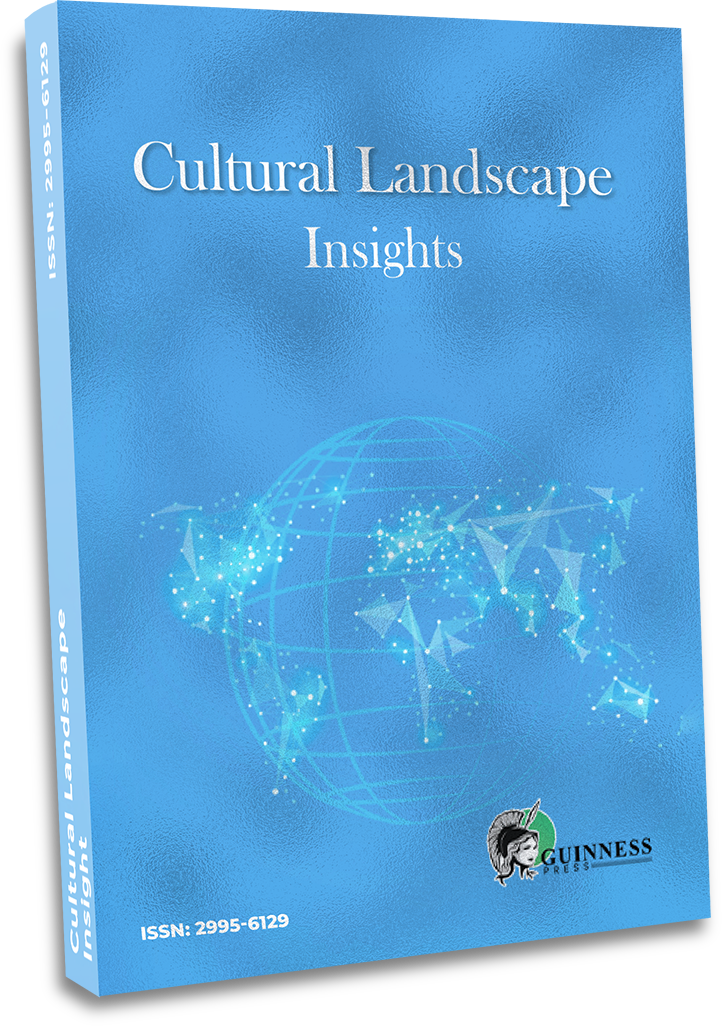 ISSN: 2995-6129
Cultural Landscape
Insight
Cultural Landscape
Insights
GUINNESS
PRESS
ISSN: 2995-6129